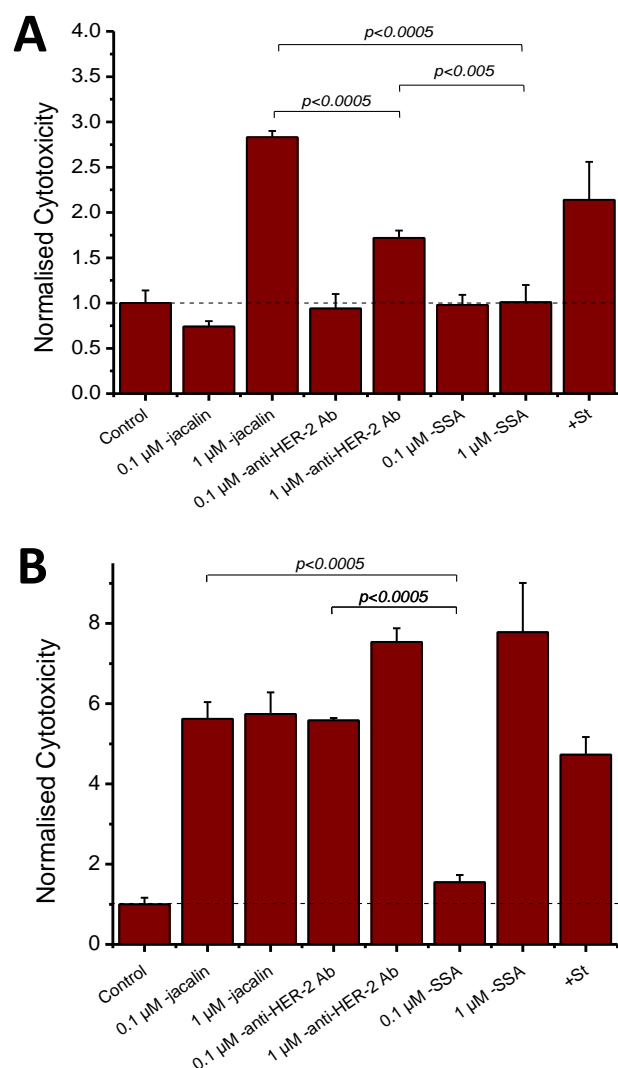 A
p<0.0005
p<0.005
p<0.0005
4.0
3.5
3.0
2.5
2.0
1.5
1.0
0.5
0.0
Normalised Cytotoxicity
Control
0.1 µM -jacalin
1 µM -jacalin
0.1 µM -anti-HER-2 Ab
1 µM -anti-HER-2 Ab
0.1 µM -SSA
1 µM -SSA
+St
B
p<0.0005
p<0.0005
8
6
4
2
0
Normalised Cytotoxicity
Control
0.1 µM -jacalin
1 µM -jacalin
0.1 µM -anti-HER-2 Ab
1 µM -anti-HER-2 Ab
0.1 µM -SSA
1 µM -SSA
+St